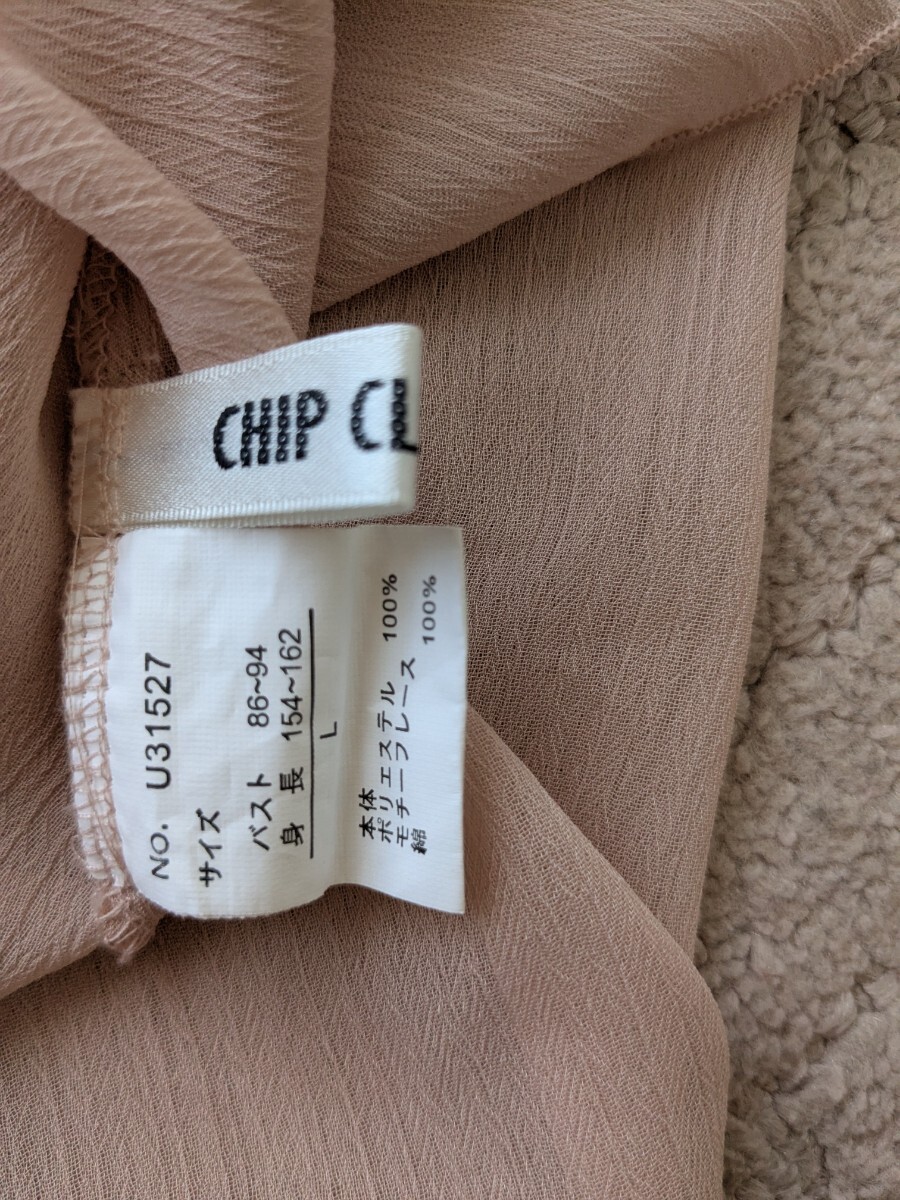 CHIP
NO. U31527
サイズ
バスト 86~94
身長 154~162
L
本体
ポリエステル 100%
モチーフレース
綿 100%